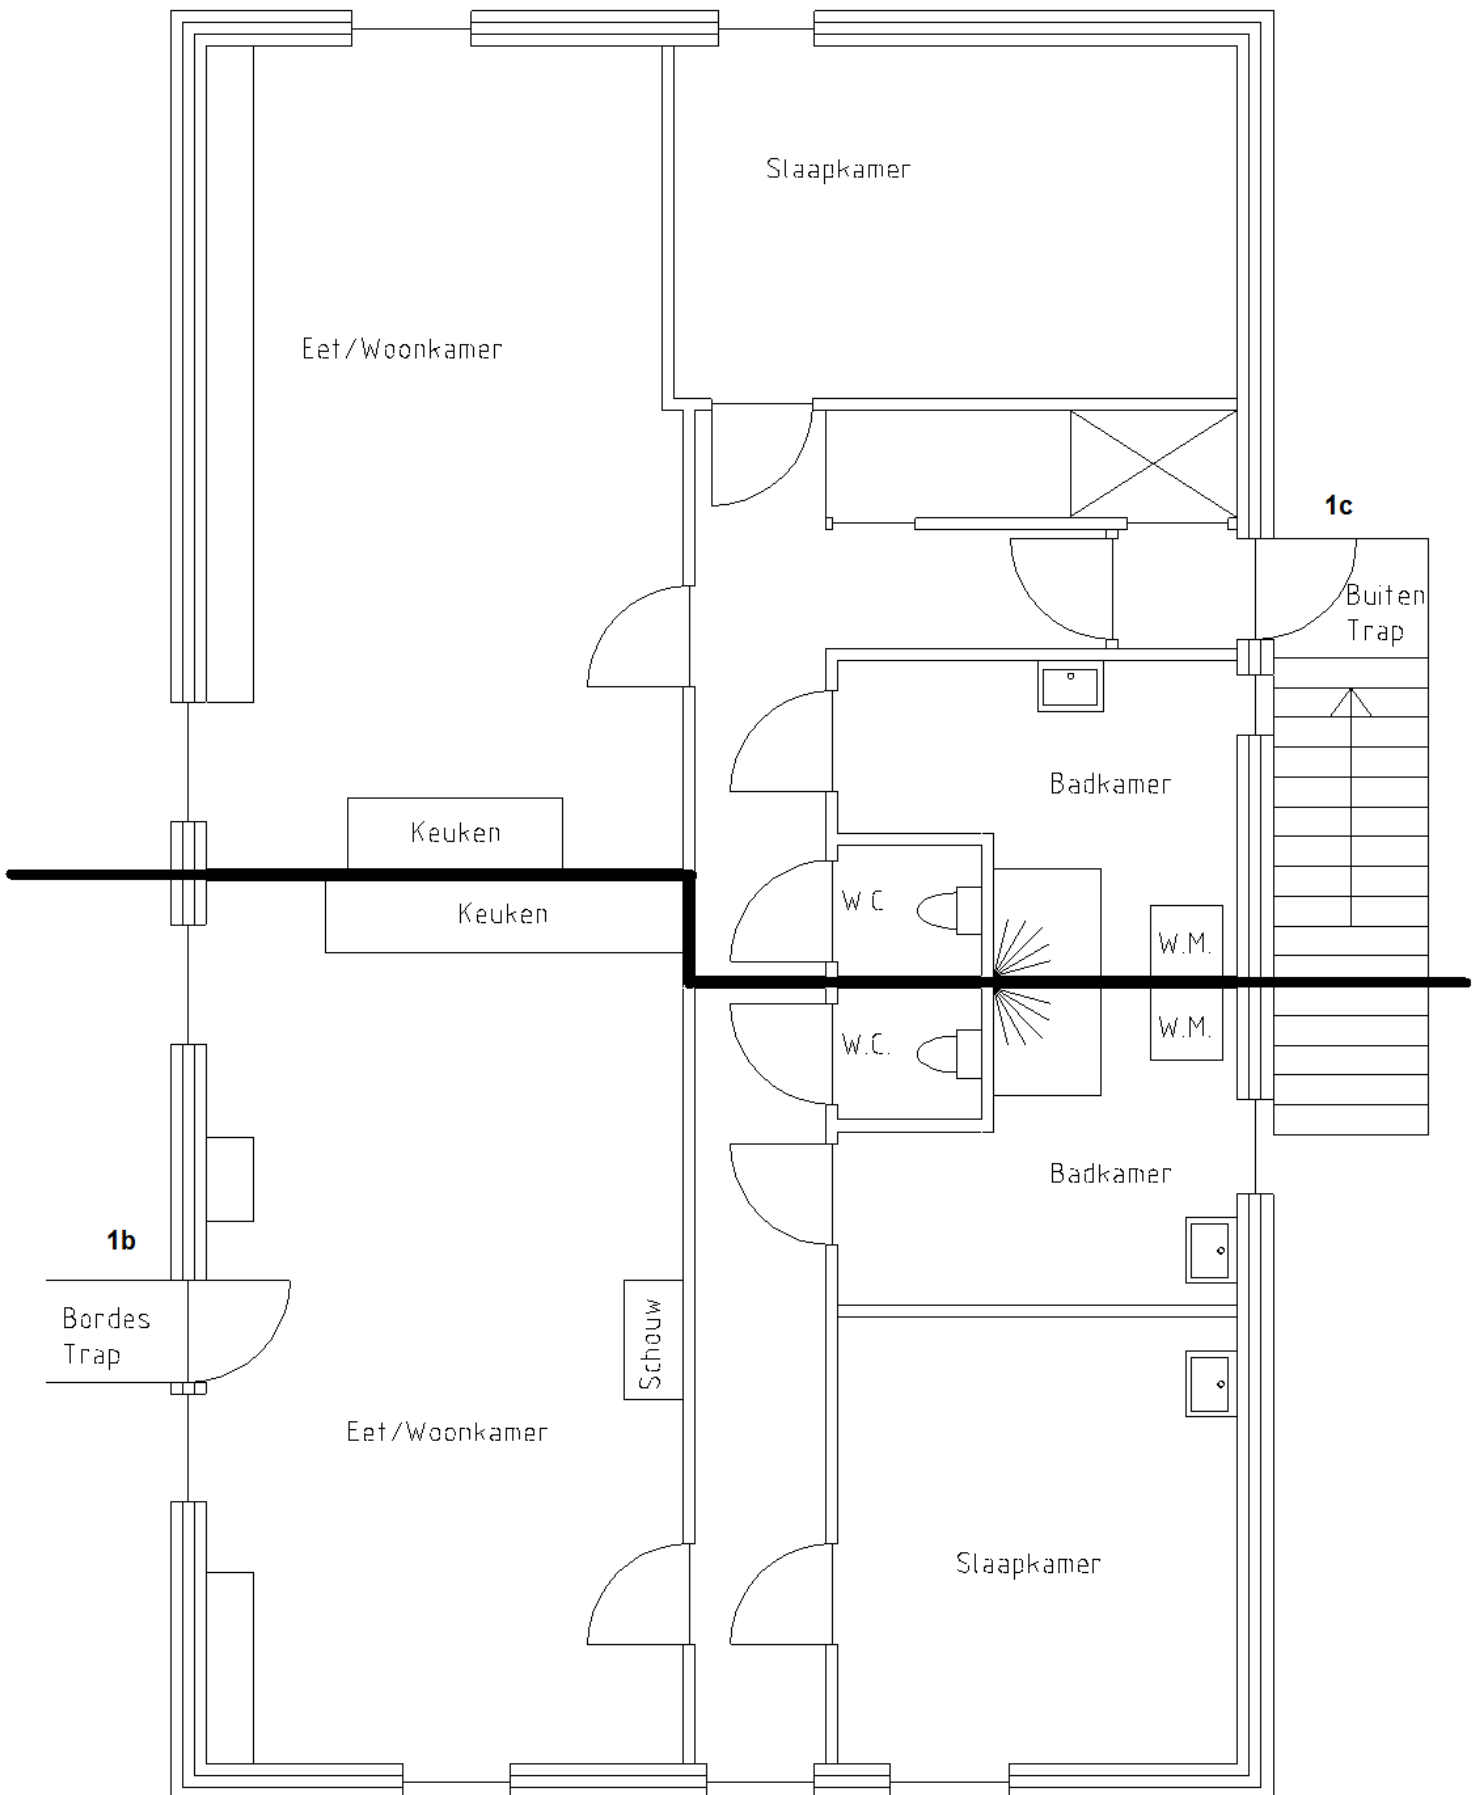 Slaapkamer
Eet/Woonkamer
1c
Buiten
Trap
Badkamer
Keuken
W C
Keuken
W.M.
W.M.
W.C.
Badkamer
1b
Bordes
Trap
Schouw
Eet/Woonkamer
Slaapkamer